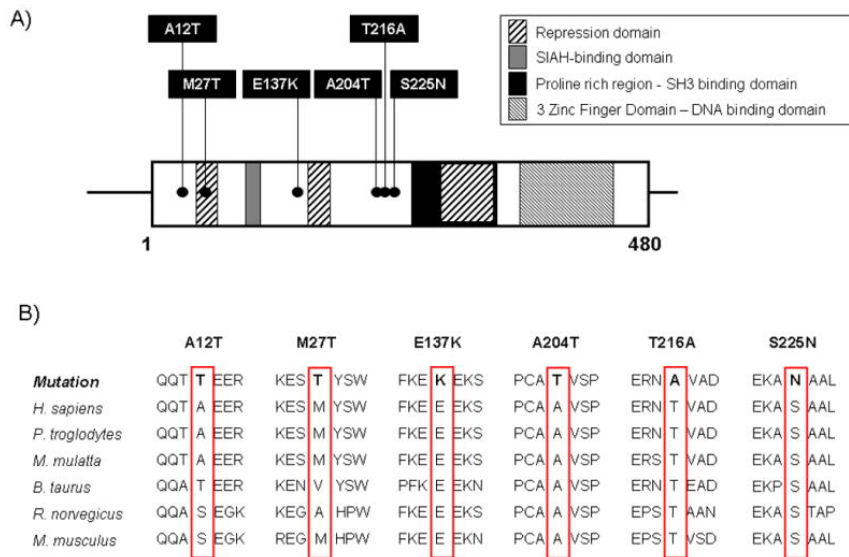 A)
A12T T216A
M27T E137K A204T S225N
Repression domain
SIAH-binding domain
Proline rich region - SH3 binding domain
3 Zinc Finger Domain – DNA binding domain
1 480
B)
A12T M27T E137K A204T T216A S225N
Mutation QQT T EER KES T YSW FKE K EKS PCA T VSP ERN A VAD EKA N AAL
H. sapiens QQT A EER KES M YSW FKE E EKS PCA A VSP ERN T VAD EKA S AAL
P. troglodytes QQT A EER KES M YSW FKE E EKS PCA A VSP ERN T VAD EKA S AAL
M. mulatta QQT A EER KES M YSW FKE E EKS PCA A VSP ERS T VAD EKA S AAL
B. taurus QQA T EER KEN V YSW PFK E EKN PCA A VSP ERN T EAD EKP S AAL
R. norvegicus QQA S EGK KEG A HPW FKE E EKN PCA A VSP EPS T AAN EKA S TAP
M. musculus QQA S EGK REG M HPW FKE E EKN PCA A VSP EPS T VSD EKA S AAL